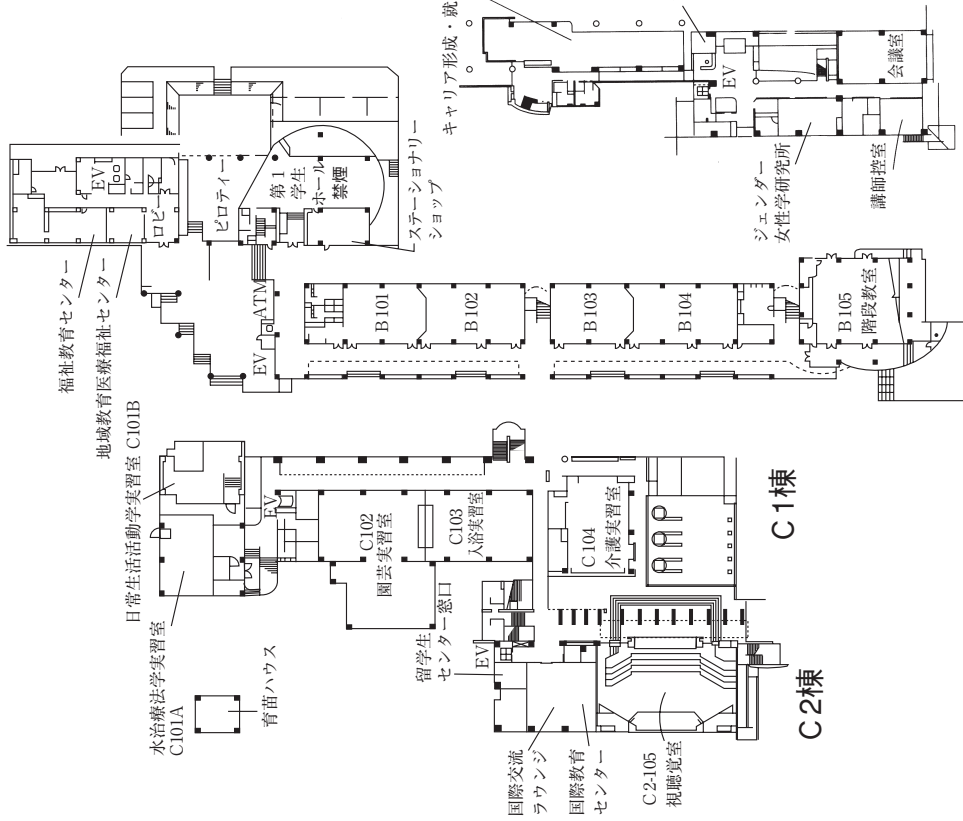 キャリア形成・就
EV
会議室
ジェンダー
女性学研究所
講師控室
EV
ロビー
ピロティー
第1
学生
ホール
禁煙
ステーショナリー
ショップ
福祉教育センター
地域教育医療福祉センター
EV
ATM
B101
B102
B103
B104
B105
階段教室
日常生活活動学実習室 C101B
水治療法学実習室
C101A
育苗ハウス
EV
C102
園芸実習室
C103
入浴実習室
C104
介護実習室
C1棟
留学生
センター窓口
EV
国際交流
ラウンジ
国際教育
センター
C2-105
視聴覚室
C2棟